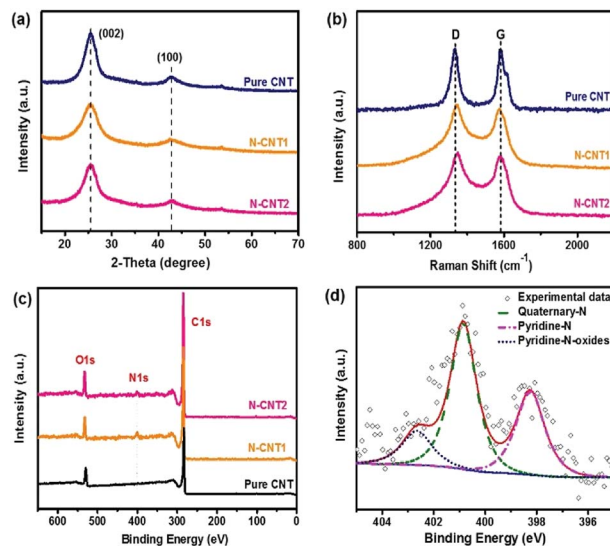 (a)
(002)
(100)
Pure CNT
N-CNT1
N-CNT2
Intensity (a.u.)
20 30 40 50 60 70
2-Theta (degree)
(b)
D G
Pure CNT
N-CNT1
N-CNT2
Intensity (a.u.)
800 1200 1600 2000
Raman Shift (cm⁻¹)
(c)
C1s
O1s
N1s
N-CNT2
N-CNT1
Pure CNT
Intensity (a.u.)
600 500 400 300 200 100 0
Binding Energy (eV)
(d)
Experimental data
Quaternary-N
Pyridine-N
Pyridine-N-oxides
Intensity (a.u.)
404 402 400 398 396
Binding Energy (eV)